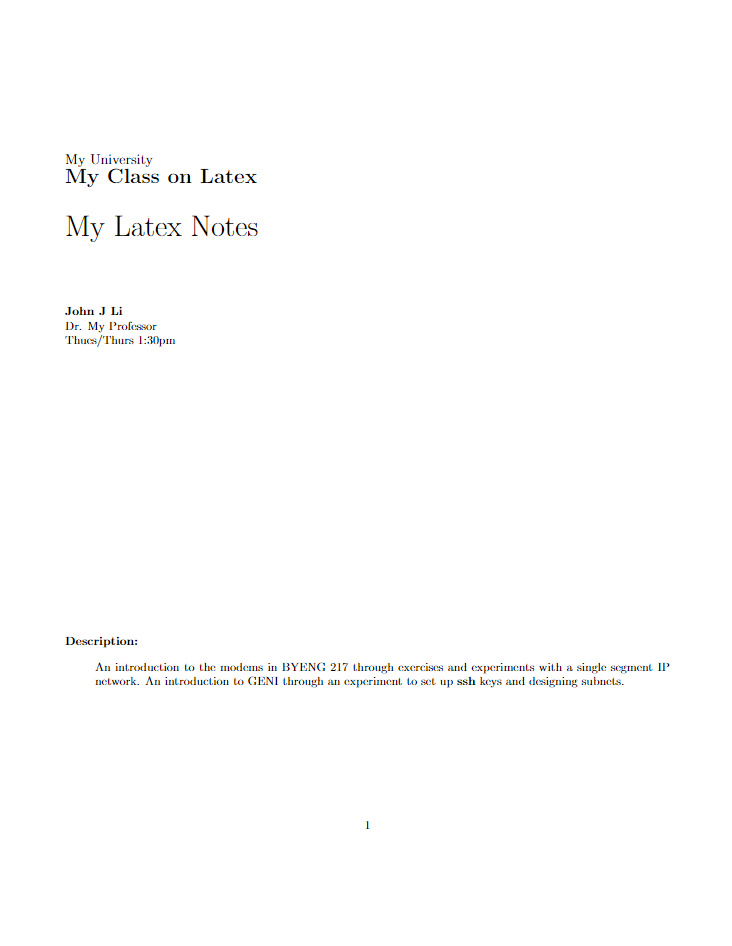 My University
My Class on Latex
My Latex Notes
John J Li
Dr. My Professor
Thues/Thurs 1:30pm
Description:
An introduction to the modems in BYENG 217 through exercises and experiments with a single segment IP
network. An introduction to GENI through an experiment to set up ssh keys and designing subnets.
1